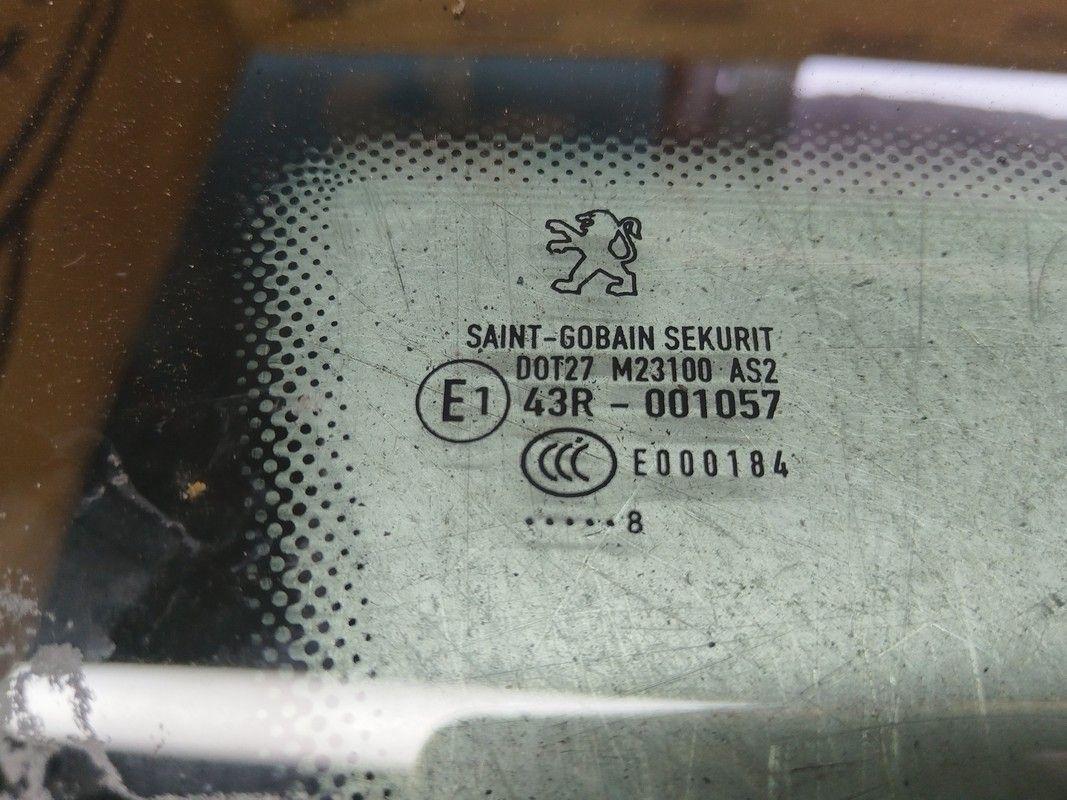 SAINT-GOBAIN SEKURIT
DOT27 M23100 AS2
E1 43R - 001057
CCC E000184
......8